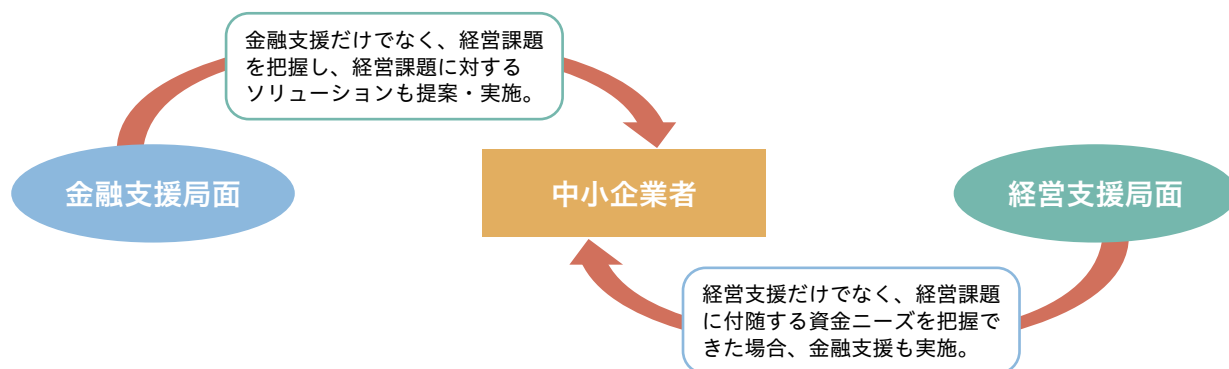 金融支援だけでなく、経営課題
を把握し、経営課題に対する
ソリューションも提案・実施。
金融支援局面
中小企業者
経営支援局面
経営支援だけでなく、経営課題
に付随する資金ニーズを把握で
きた場合、金融支援も実施。